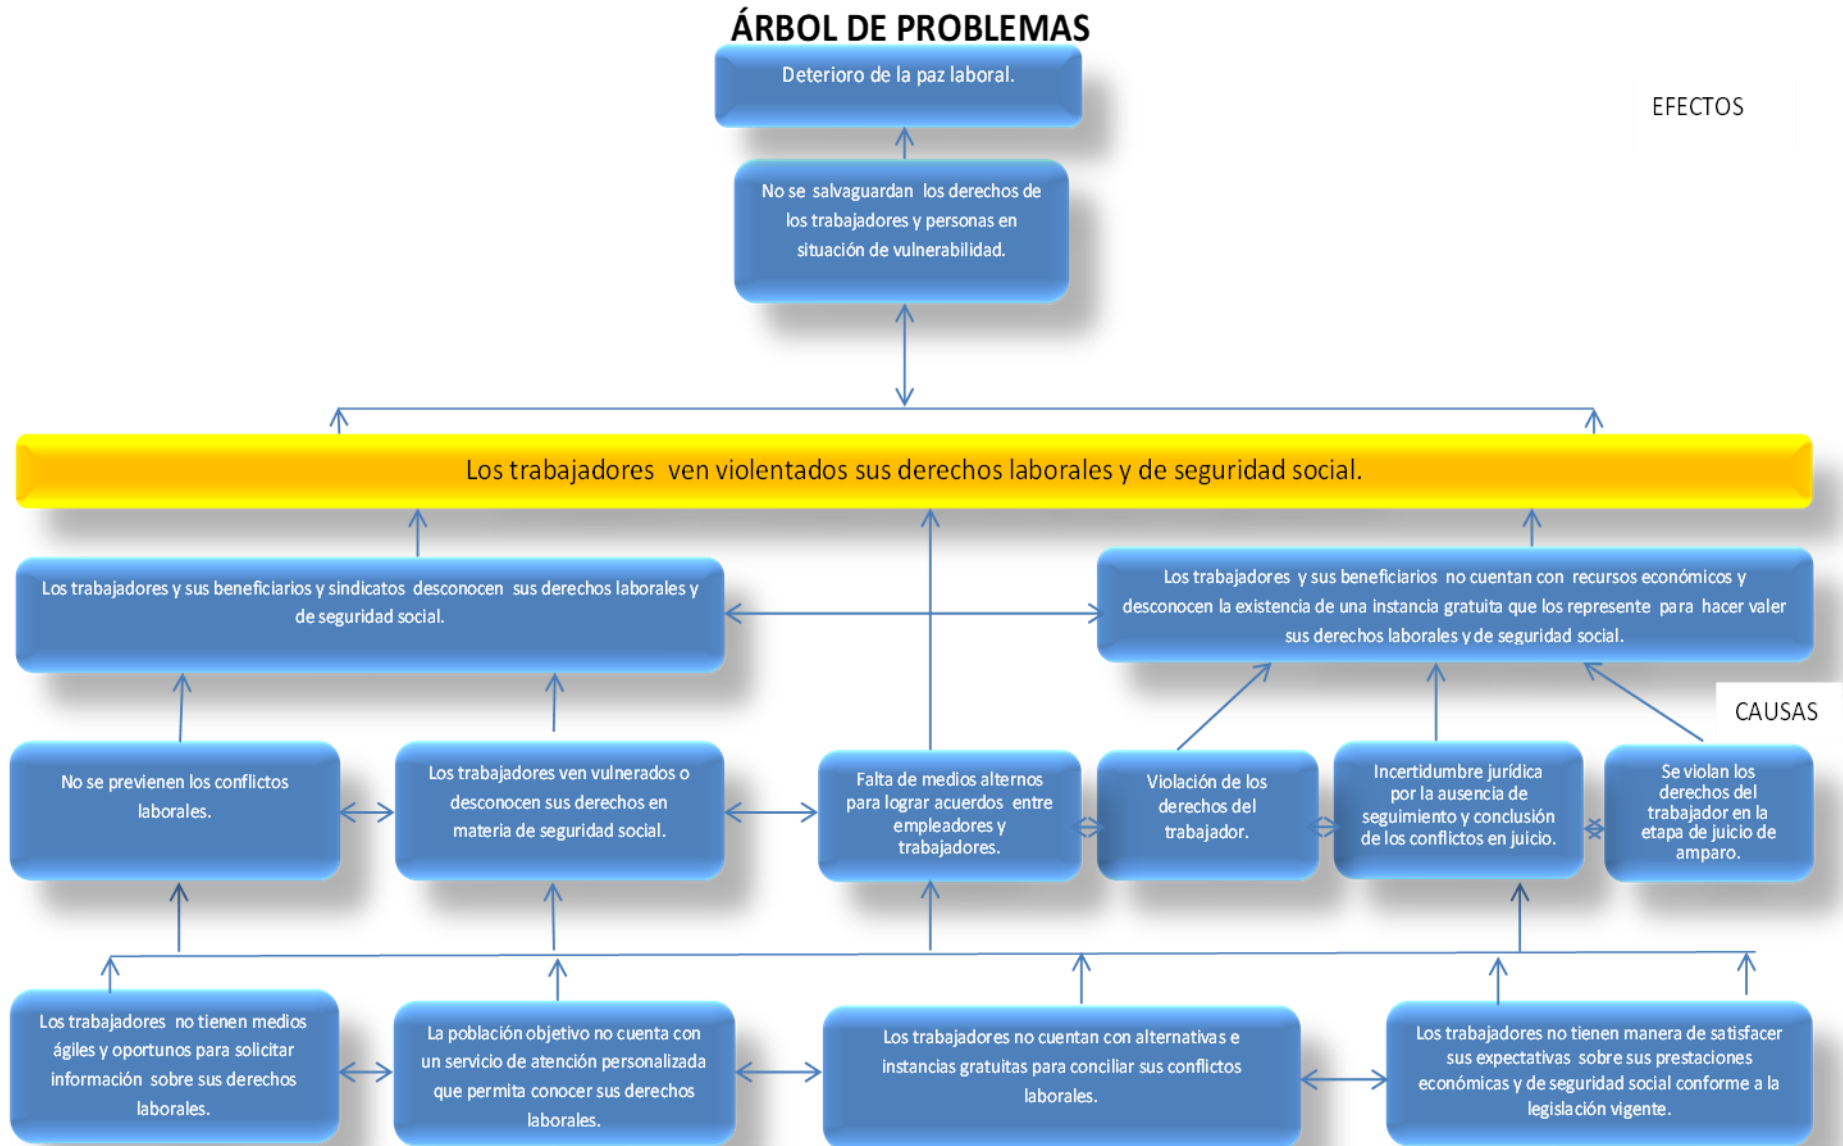 ÁRBOL DE PROBLEMAS
Deterioro de la paz laboral.
EFECTOS
No se salvaguardan los derechos de
los trabajadores y personas en
situación de vulnerabilidad.
Los trabajadores ven violentados sus derechos laborales y de seguridad social.
Los trabajadores y sus beneficiarios y sindicatos desconocen sus derechos laborales y
de seguridad social.
Los trabajadores y sus beneficiarios no cuentan con recursos económicos y
desconocen la existencia de una instancia gratuita que los represente para hacer valer
sus derechos laborales y de seguridad social.
CAUSAS
No se previenen los conflictos
laborales.
Los trabajadores ven vulnerados o
desconocen sus derechos en
materia de seguridad social.
Falta de medios alternos
para lograr acuerdos entre
empleadores y
trabajadores.
Violación de los
derechos del
trabajador.
Incertidumbre jurídica
por la ausencia de
seguimiento y conclusión
de los conflictos en juicio.
Se violan los
derechos del
trabajador en la
etapa de juicio de
amparo.
Los trabajadores no tienen medios
ágiles y oportunos para solicitar
información sobre sus derechos
laborales.
La población objetivo no cuenta con
un servicio de atención personalizada
que permita conocer sus derechos
laborales.
Los trabajadores no cuentan con alternativas e
instancias gratuitas para conciliar sus conflictos
laborales.
Los trabajadores no tienen manera de satisfacer
sus expectativas sobre sus prestaciones
económicas y de seguridad social conforme a la
legislación vigente.